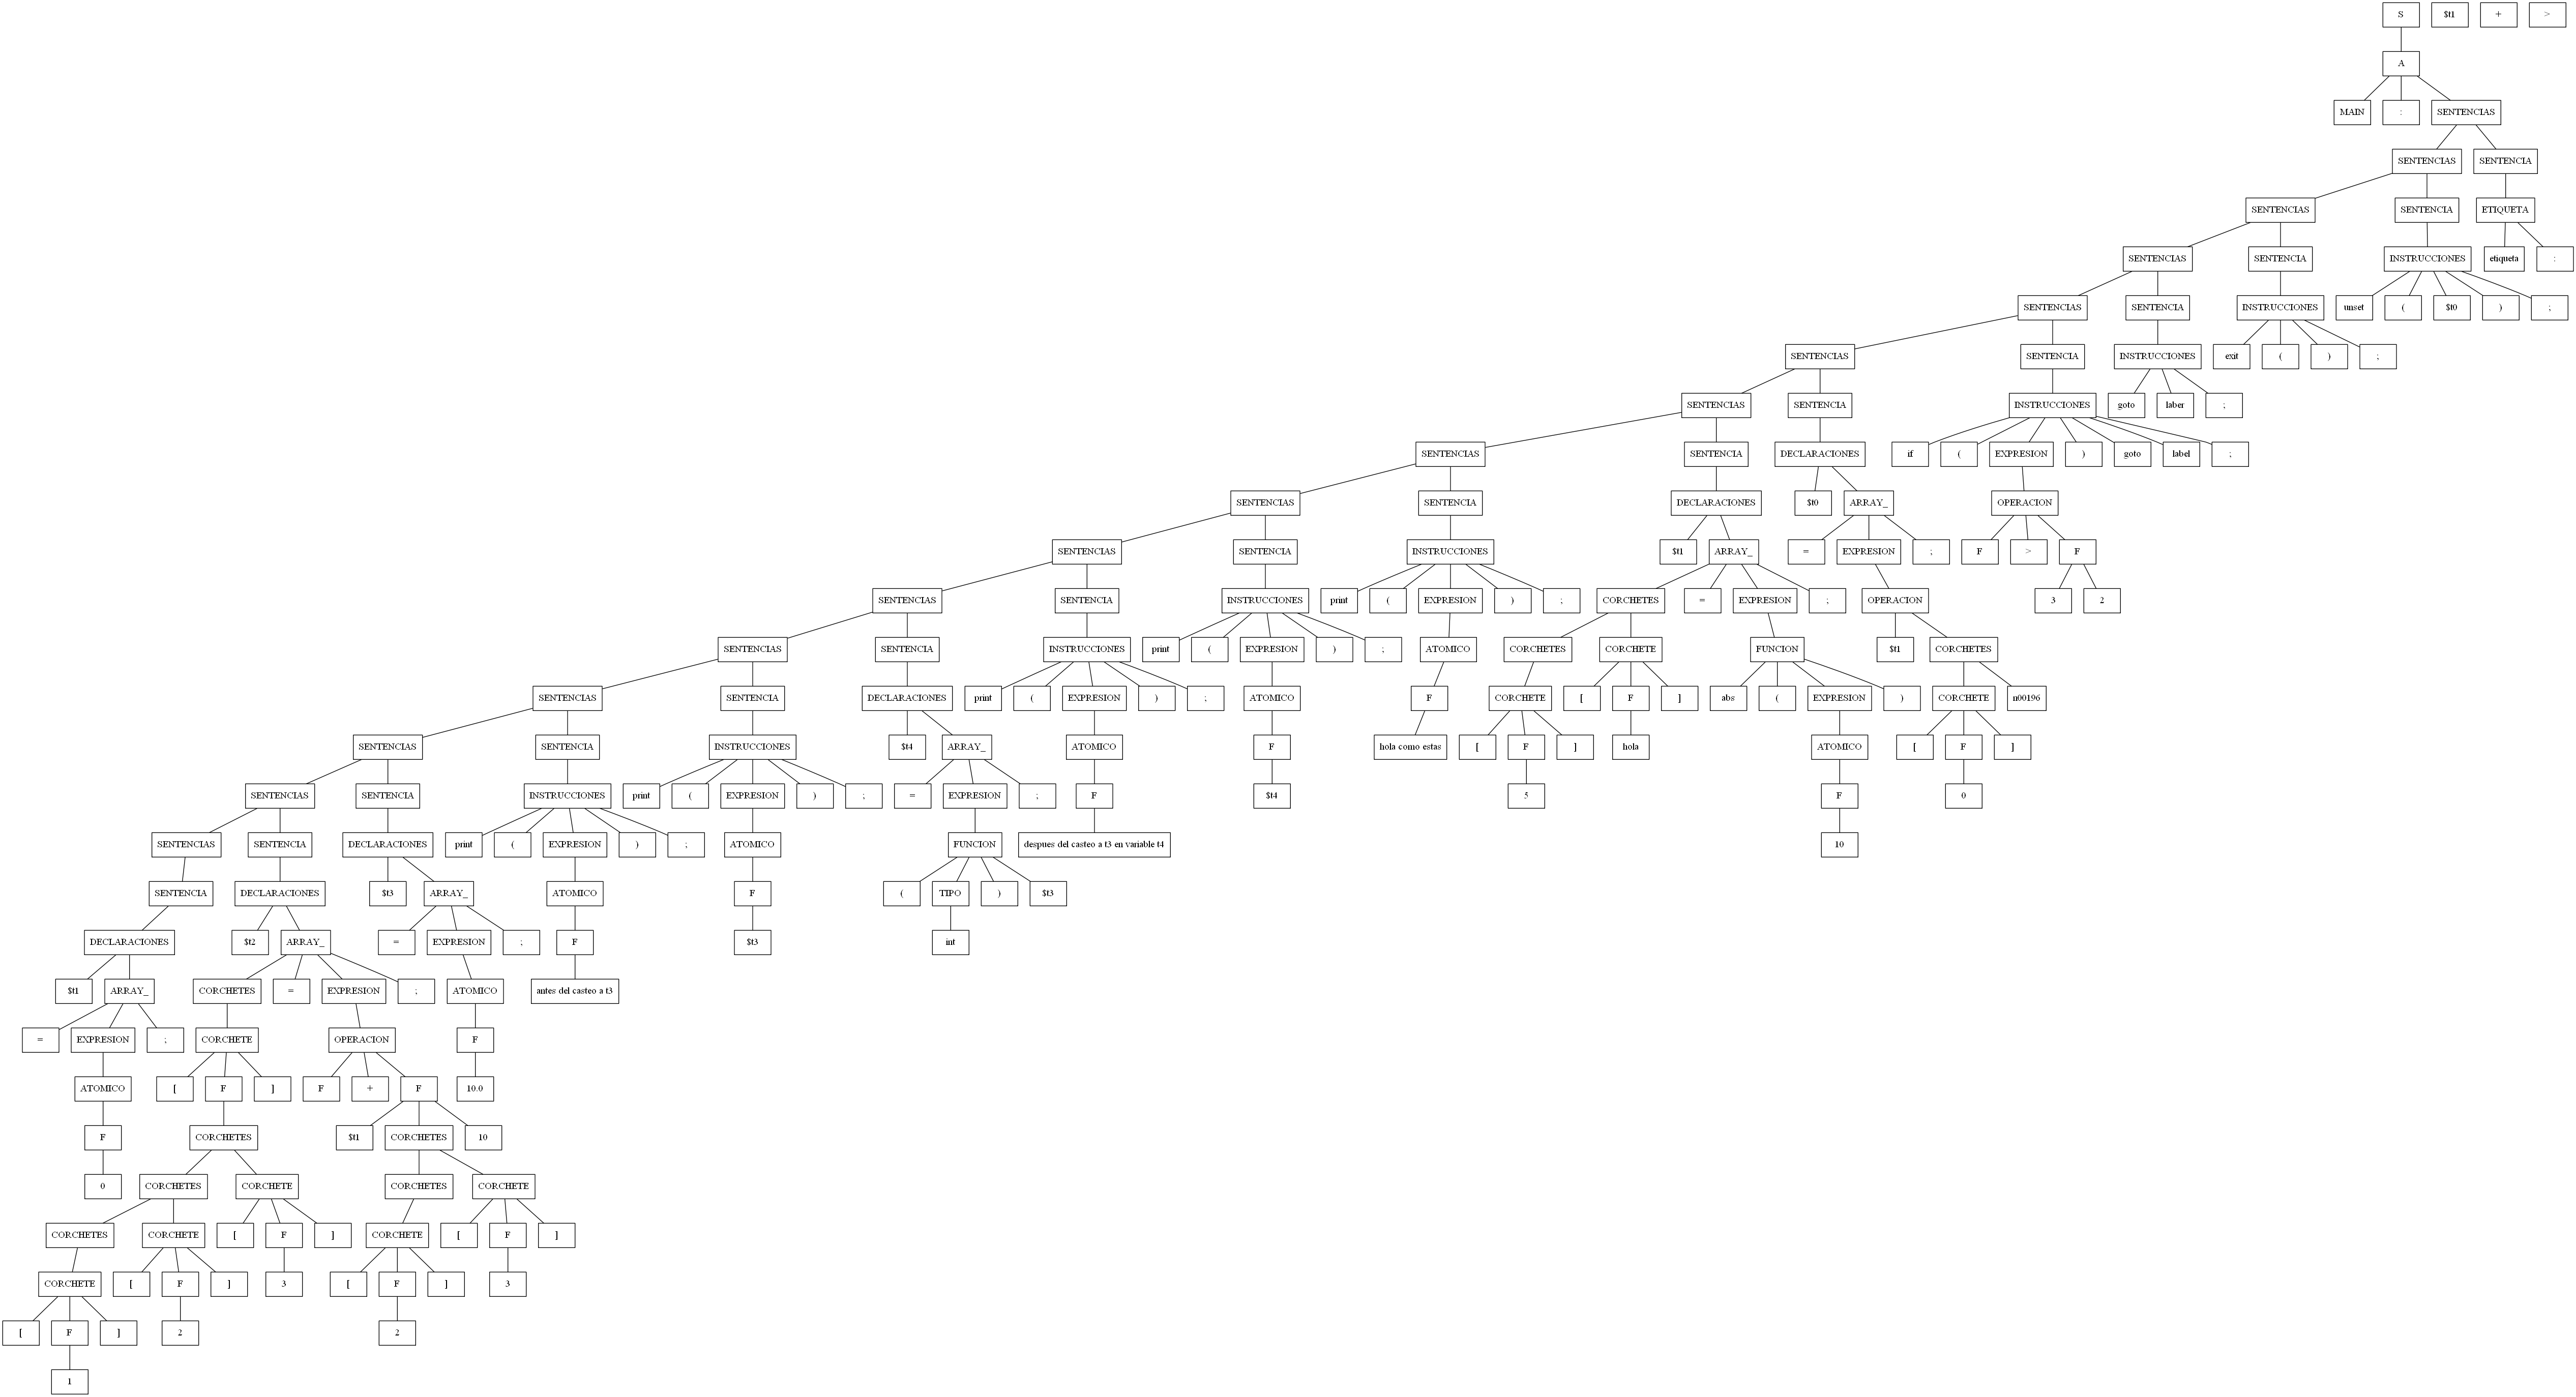 S $t1 + >
A
MAIN : SENTENCIAS
SENTENCIAS SENTENCIA
SENTENCIAS SENTENCIA ETIQUETA
SENTENCIAS SENTENCIA INSTRUCCIONES etiqueta :
SENTENCIAS SENTENCIA INSTRUCCIONES unset ( $t0 ) ;
SENTENCIAS SENTENCIA INSTRUCCIONES exit ( ) ;
SENTENCIAS SENTENCIA INSTRUCCIONES goto laber ;
SENTENCIAS SENTENCIA DECLARACIONES if ( EXPRESION ) goto label ;
SENTENCIAS SENTENCIA DECLARACIONES $t0 ARRAY_ OPERACION
SENTENCIAS SENTENCIA INSTRUCCIONES $t1 ARRAY_ = EXPRESION ; F > F
SENTENCIAS SENTENCIA INSTRUCCIONES print ( EXPRESION ) ; CORCHETES = EXPRESION ; OPERACION 3 2
SENTENCIAS SENTENCIA INSTRUCCIONES print ( EXPRESION ) ; ATOMICO CORCHETES CORCHETE FUNCION $t1 CORCHETES
SENTENCIAS SENTENCIA DECLARACIONES print ( EXPRESION ) ; ATOMICO F CORCHETE [ F ] abs ( EXPRESION ) CORCHETE n00196
SENTENCIAS SENTENCIA INSTRUCCIONES $t4 ARRAY_ ATOMICO F hola como estas [ F ] hola ATOMICO [ F ]
SENTENCIAS SENTENCIA INSTRUCCIONES print ( EXPRESION ) ; = EXPRESION ; F $t4 5 F 0
SENTENCIAS SENTENCIA DECLARACIONES print ( EXPRESION ) ; ATOMICO FUNCION despues del casteo a t3 en variable t4 10
SENTENCIA DECLARACIONES $t3 ARRAY_ ATOMICO F ( TIPO ) $t3
DECLARACIONES $t2 ARRAY_ = EXPRESION ; F $t3 int
$t1 ARRAY_ CORCHETES = EXPRESION ; ATOMICO antes del casteo a t3
= EXPRESION ; CORCHETE OPERACION F
ATOMICO [ F ] F + F 10.0
F CORCHETES $t1 CORCHETES 10
0 CORCHETES CORCHETE CORCHETES CORCHETE
CORCHETES CORCHETE [ F ] CORCHETE [ F ]
CORCHETE [ F ] 3 [ F ] 3
[ F ] 2 2
1